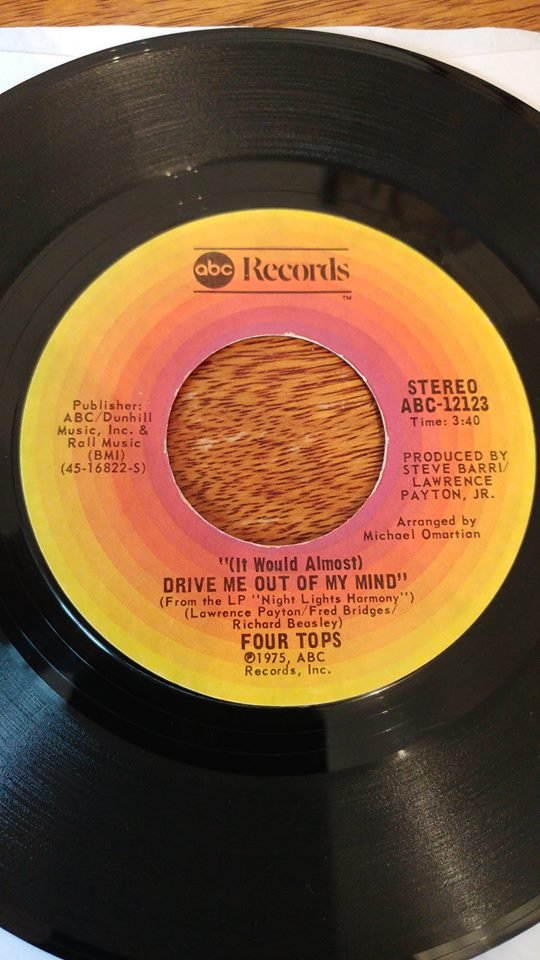 abc Records
TM
Publisher:
ABC/Dunhill
Music, Inc. &
Rall Music
(BMI)
(45-16822-S)
STEREO
ABC-12123
Time: 3:40
PRODUCED BY
STEVE BARRI/
LAWRENCE
PAYTON, JR.
Arranged by
Michael Omartian
"(It Would Almost)
DRIVE ME OUT OF MY MIND"
(From the LP "Night Lights Harmony")
(Lawrence Payton/Fred Bridges/
Richard Beasley)
FOUR TOPS
℗1975, ABC
Records, Inc.